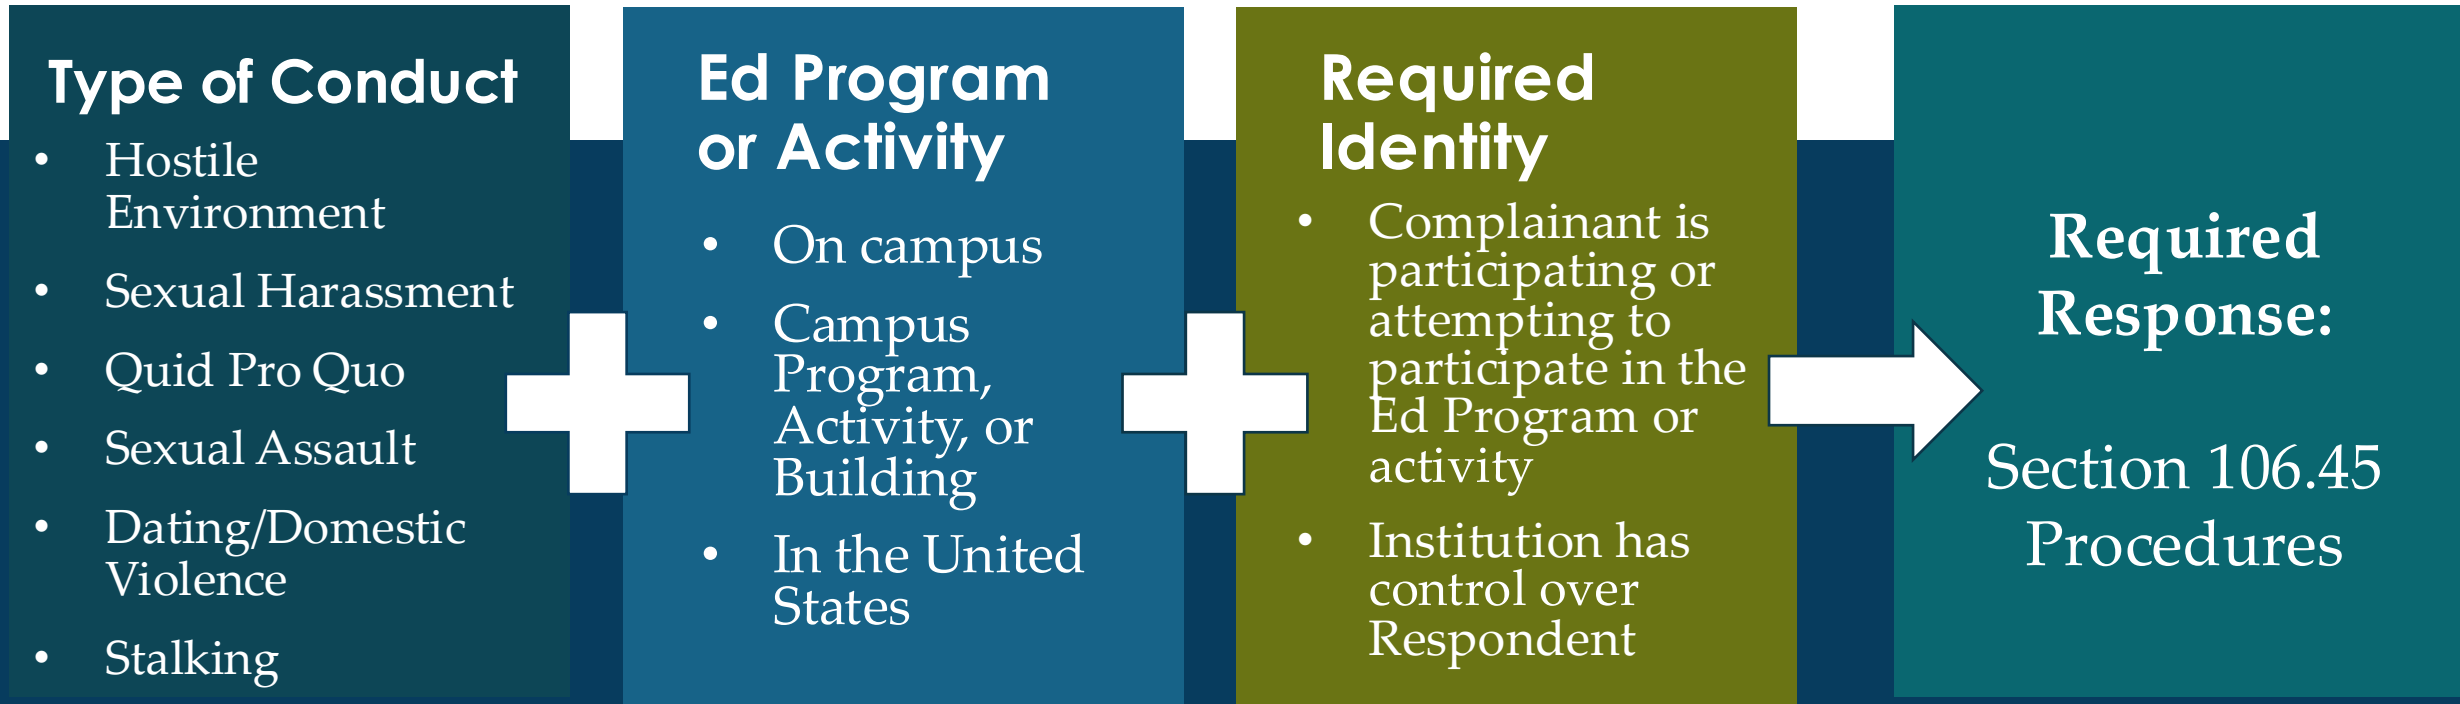 Type of Conduct
• Hostile
Environment
• Sexual Harassment
• Quid Pro Quo
• Sexual Assault
• Dating/Domestic
Violence
• Stalking
Ed Program
or Activity
• On campus
• Campus
Program,
Activity, or
Building
• In the United
States
Required
Identity
• Complainant is
participating or
attempting to
participate in the
Ed Program or
activity
• Institution has
control over
Respondent
Required
Response:
Section 106.45
Procedures